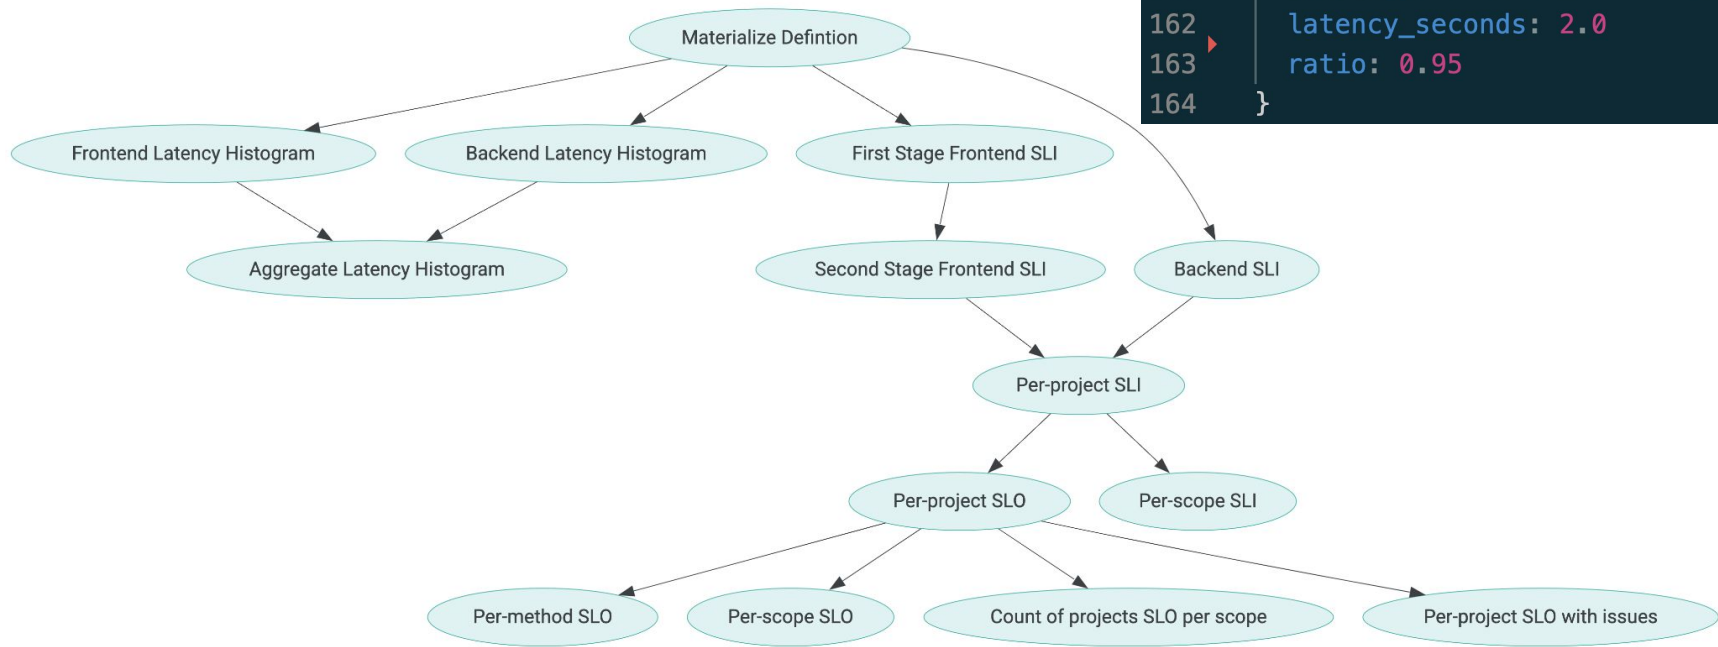 Materialize Defintion
162 latency_seconds: 2.0
163 ratio: 0.95
164 }
Frontend Latency Histogram
Backend Latency Histogram
First Stage Frontend SLI
Aggregate Latency Histogram
Second Stage Frontend SLI
Backend SLI
Per-project SLI
Per-project SLO
Per-scope SLI
Per-method SLO
Per-scope SLO
Count of projects SLO per scope
Per-project SLO with issues